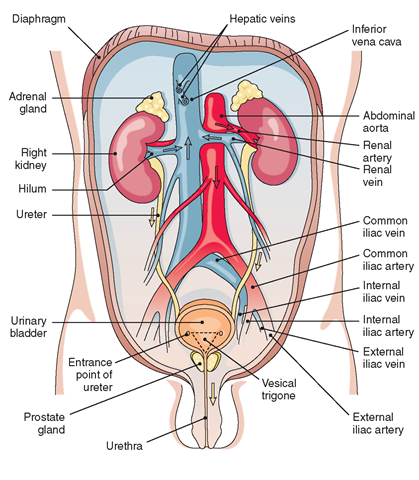 Diaphragm
Hepatic veins
Inferior
vena cava
Adrenal
gland
Abdominal
aorta
Renal
artery
Right
kidney
Renal
vein
Hilum
Ureter
Common
iliac vein
Common
iliac artery
Internal
iliac vein
Urinary
bladder
Internal
iliac artery
External
iliac vein
Entrance
point of
ureter
Vesical
trigone
Prostate
gland
External
iliac artery
Urethra